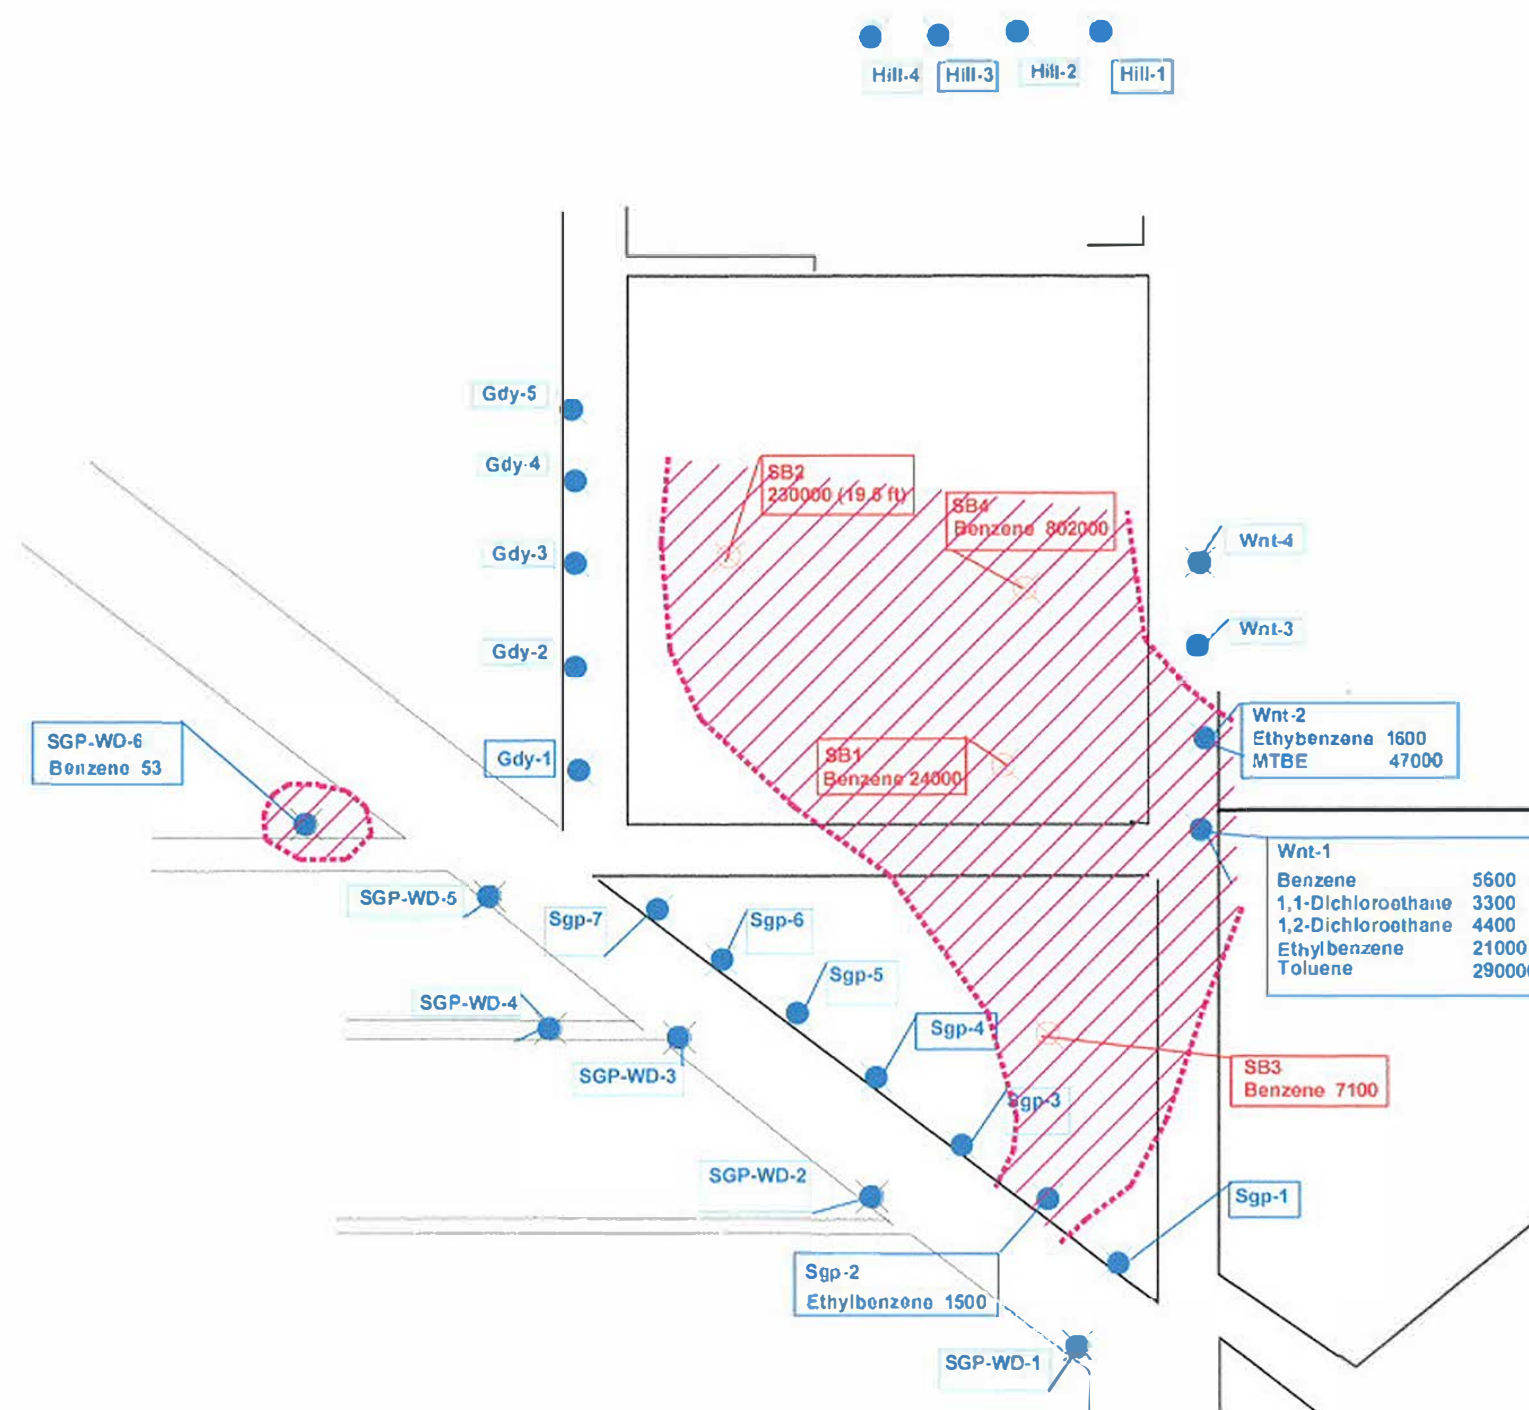 Hill-4
Hill-3
Hill-2
Hill-1
Gdy-5
Gdy-4
SB2
230000 (19.6 ft)
SB4
Benzene 802000
Gdy-3
Wnt-4
Wnt-3
Gdy-2
Wnt-2
Ethybenzene 1600
MTBE 47000
SGP-WD-6
Benzene 53
Gdy-1
SB1
Benzene 24000
Wnt-1
Benzene 5600
1,1-Dichloroethane 3300
1,2-Dichloroethane 4400
Ethylbenzene 21000
Toluene
SGP-WD-5
Sgp-7
Sgp-6
Sgp-5
SGP-WD-4
Sgp-4
SGP-WD-3
SB3
Benzene 7100
Sgp-3
SGP-WD-2
Sgp-1
Sgp-2
Ethylbenzene 1500
SGP-WD-1